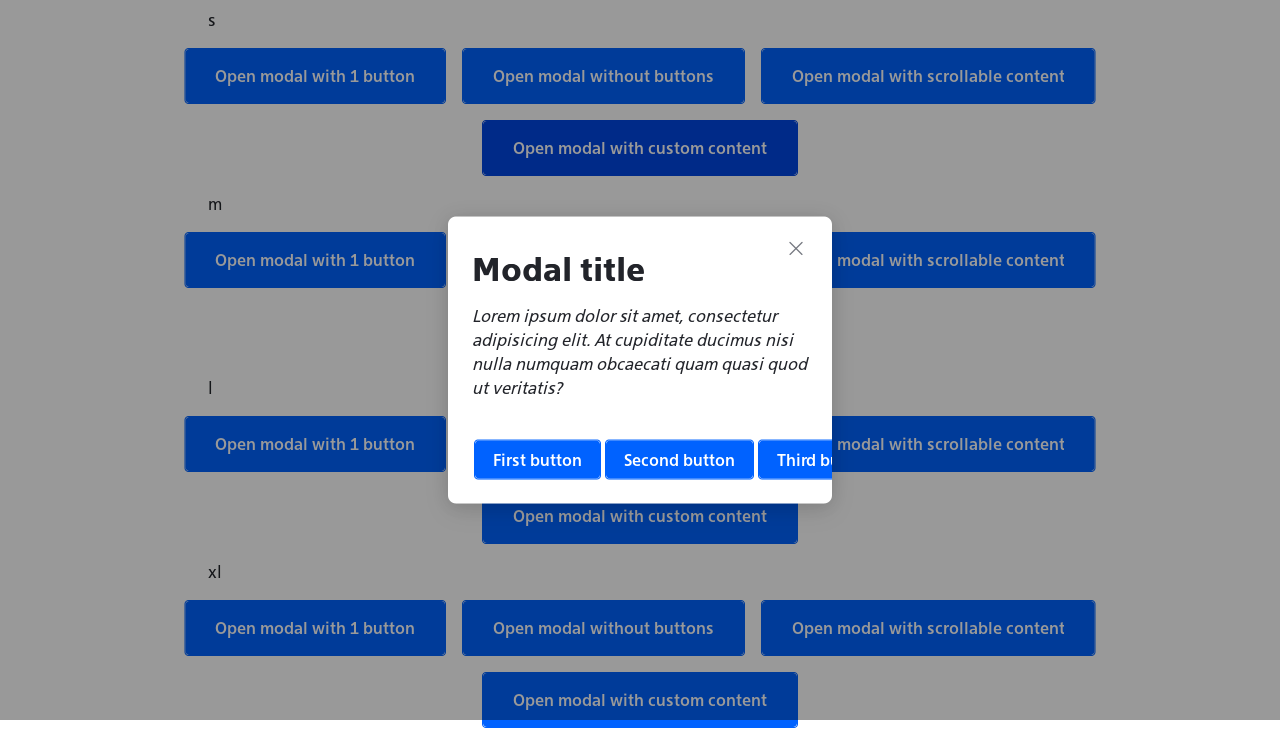 s
Open modal with 1 button
Open modal without buttons
Open modal with scrollable content
Open modal with custom content
m
Open modal with 1 button
modal with scrollable content
Modal title
Lorem ipsum dolor sit amet, consectetur
adipisicing elit. At cupiditate ducimus nisi
nulla numquam obcaecati quam quasi quod
ut veritatis?
First button
Second button
Third bu
l
Open modal with 1 button
modal with scrollable content
Open modal with custom content
xl
Open modal with 1 button
Open modal without buttons
Open modal with scrollable content
Open modal with custom content